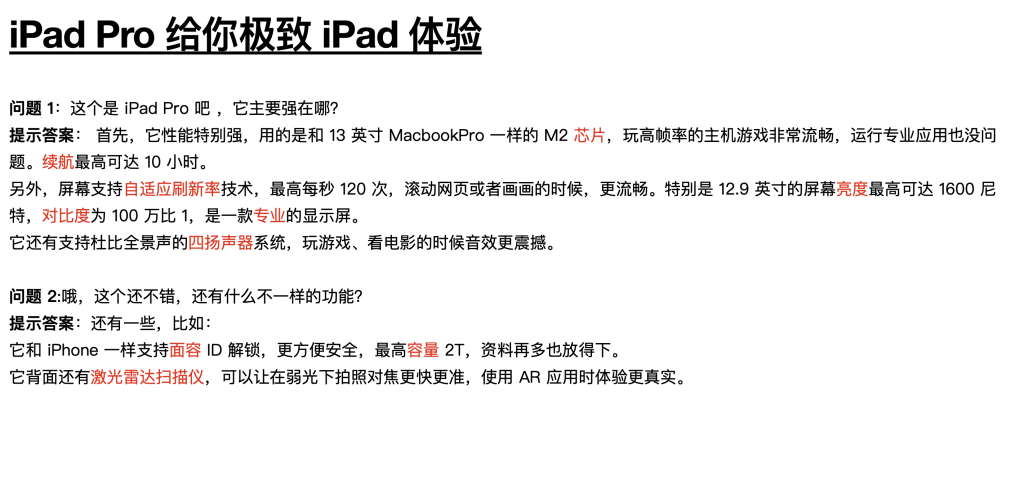 iPad Pro 给你极致 iPad 体验
问题 1：这个是 iPad Pro 吧 ，它主要强在哪？
提示答案： 首先，它性能特别强，用的是和 13 英寸 MacbookPro 一样的 M2 芯片，玩高帧率的主机游戏非常流畅，运行专业应用也没问
题。续航最高可达 10 小时。
另外，屏幕支持自适应刷新率技术，最高每秒 120 次，滚动网页或者画画的时候，更流畅。特别是 12.9 英寸的屏幕亮度最高可达 1600 尼
特，对比度为 100 万比 1，是一款专业的显示屏。
它还有支持杜比全景声的四扬声器系统，玩游戏、看电影的时候音效更震撼。
问题 2:哦，这个还不错，还有什么不一样的功能？
提示答案：还有一些，比如：
它和 iPhone 一样支持面容 ID 解锁，更方便安全，最高容量 2T，资料再多也放得下。
它背面还有激光雷达扫描仪，可以让在弱光下拍照对焦更快更准，使用 AR 应用时体验更真实。